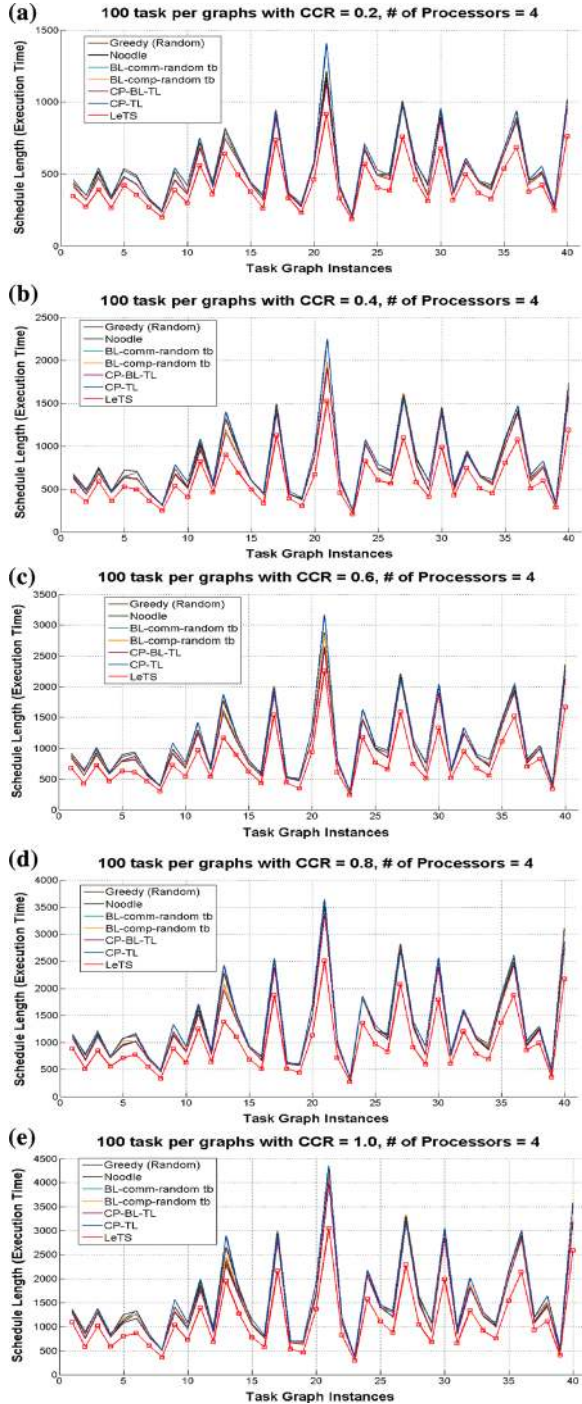 (a)
100 task per graphs with CCR = 0.2, # of Processors = 4
Schedule Length (Execution Time)
1500
1000
500
0
Greedy (Random)
Noodle
BL-comm-random tb
BL-comp-random tb
CP-BL-TL
CP-TL
LeTS
0 5 10 15 20 25 30 35 40
Task Graph Instances
(b)
100 task per graphs with CCR = 0.4, # of Processors = 4
Schedule Length (Execution Time)
2500
2000
1500
1000
500
0
Greedy (Random)
Noodle
BL-comm-random tb
BL-comp-random tb
CP-BL-TL
CP-TL
LeTS
0 5 10 15 20 25 30 35 40
Task Graph Instances
(c)
100 task per graphs with CCR = 0.6, # of Processors = 4
Schedule Length (Execution Time)
3500
3000
2500
2000
1500
1000
500
0
Greedy (Random)
Noodle
BL-comm-random tb
BL-comp-random tb
CP-BL-TL
CP-TL
LeTS
0 5 10 15 20 25 30 35 40
Task Graph Instances
(d)
100 task per graphs with CCR = 0.8, # of Processors = 4
Schedule Length (Execution Time)
4000
3500
3000
2500
2000
1500
1000
500
0
Greedy (Random)
Noodle
BL-comm-random tb
BL-comp-random tb
CP-BL-TL
CP-TL
LeTS
0 5 10 15 20 25 30 35 40
Task Graph Instances
(e)
100 task per graphs with CCR = 1.0, # of Processors = 4
Schedule Length (Execution Time)
4500
4000
3500
3000
2500
2000
1500
1000
500
0
Greedy (Random)
Noodle
BL-comm-random tb
BL-comp-random tb
CP-BL-TL
CP-TL
LeTS
0 5 10 15 20 25 30 35 40
Task Graph Instances